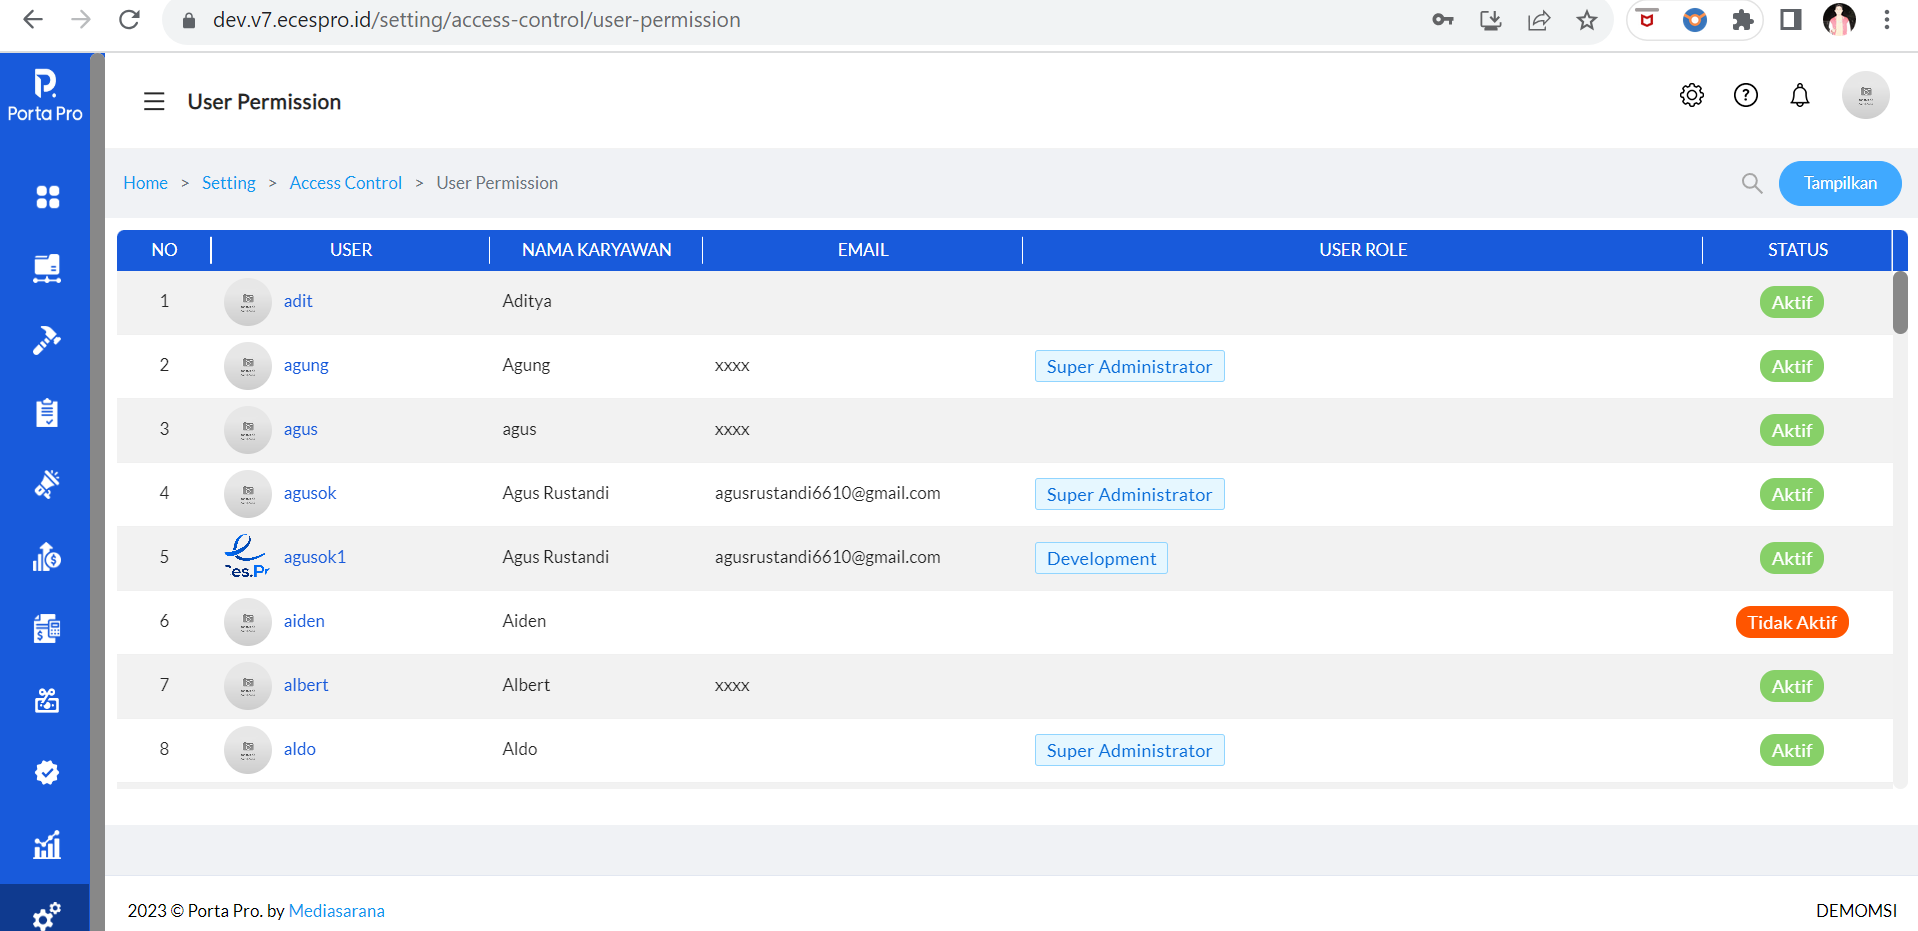 dev.v7.ecespro.id/setting/access-control/user-permission
P.
Porta Pro
User Permission
Home > Setting > Access Control > User Permission
Tampilkan
NO USER NAMA KARYAWAN EMAIL USER ROLE STATUS
1 adit Aditya Aktif
2 agung Agung xxxx Super Administrator Aktif
3 agus agus xxxx Aktif
4 agusok Agus Rustandi agusrustandi6610@gmail.com Super Administrator Aktif
5 agusok1 Agus Rustandi agusrustandi6610@gmail.com Development Aktif
es.Pr
6 aiden Aiden Tidak Aktif
7 albert Albert xxxx Aktif
8 aldo Aldo Super Administrator Aktif
2023 © Porta Pro. by Mediasarana
DEMOMSI